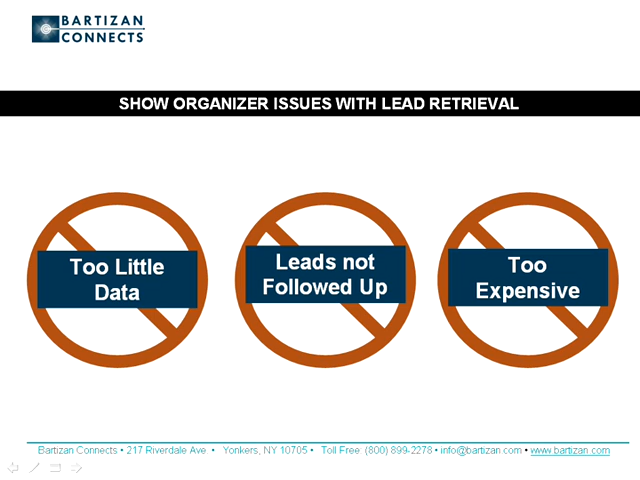 BARTIZAN
CONNECTS
SHOW ORGANIZER ISSUES WITH LEAD RETRIEVAL
Too Little
Data
Leads not
Followed Up
Too
Expensive
Bartizan Connects • 217 Riverdale Ave. • Yonkers, NY 10705 • Toll Free: (800) 899-2278 • info@bartizan.com • www.bartizan.com